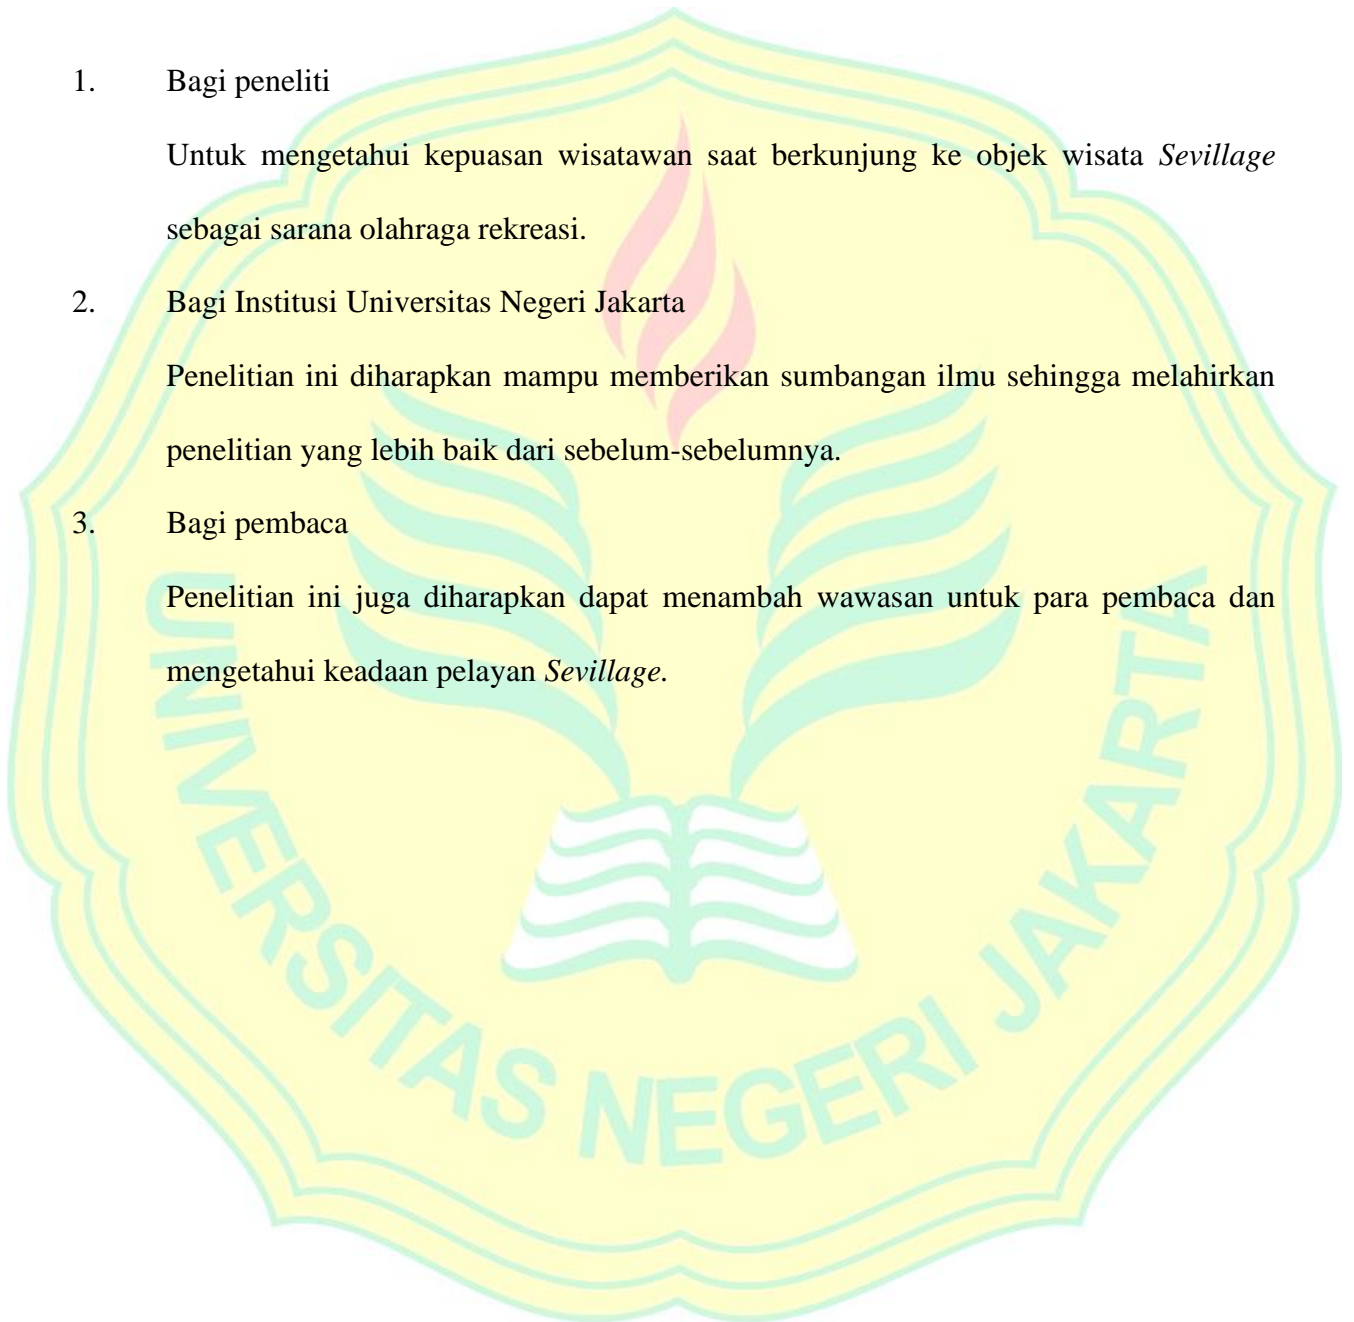 1. Bagi peneliti
Untuk mengetahui kepuasan wisatawan saat berkunjung ke objek wisata Sevillage
sebagai sarana olahraga rekreasi.
2. Bagi Institusi Universitas Negeri Jakarta
Penelitian ini diharapkan mampu memberikan sumbangan ilmu sehingga melahirkan
penelitian yang lebih baik dari sebelum-sebelumnya.
3. Bagi pembaca
Penelitian ini juga diharapkan dapat menambah wawasan untuk para pembaca dan
mengetahui keadaan pelayan Sevillage.
UNIVERSITAS NEGERI JAKARTA